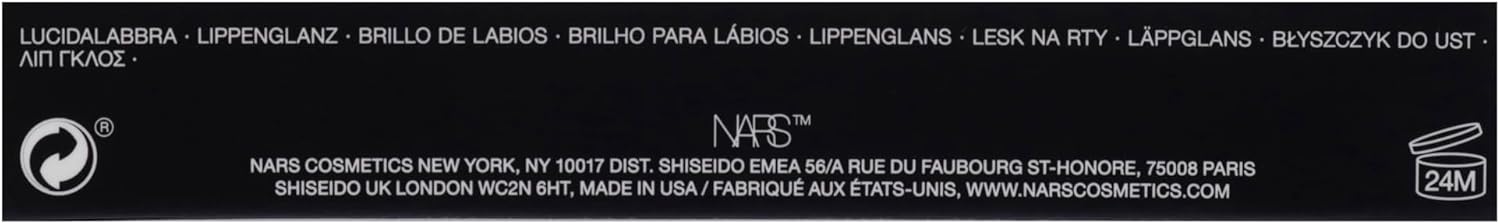 LUCIDALABBRA · LIPPENGLANZ · BRILLO DE LABIOS · BRILHO PARA LÁBIOS · LIPPENGLANS · LESK NA RTY · LÄPPGLANS · BŁYSZCZYK DO UST ·
ΛΙΠ ΓΚΛΟΣ ·
®
NARS™
NARS COSMETICS NEW YORK, NY 10017 DIST. SHISEIDO EMEA 56/A RUE DU FAUBOURG ST-HONORE, 75008 PARIS
SHISEIDO UK LONDON WC2N 6HT, MADE IN USA / FABRIQUÉ AUX ÉTATS-UNIS, WWW.NARSCOSMETICS.COM
24M